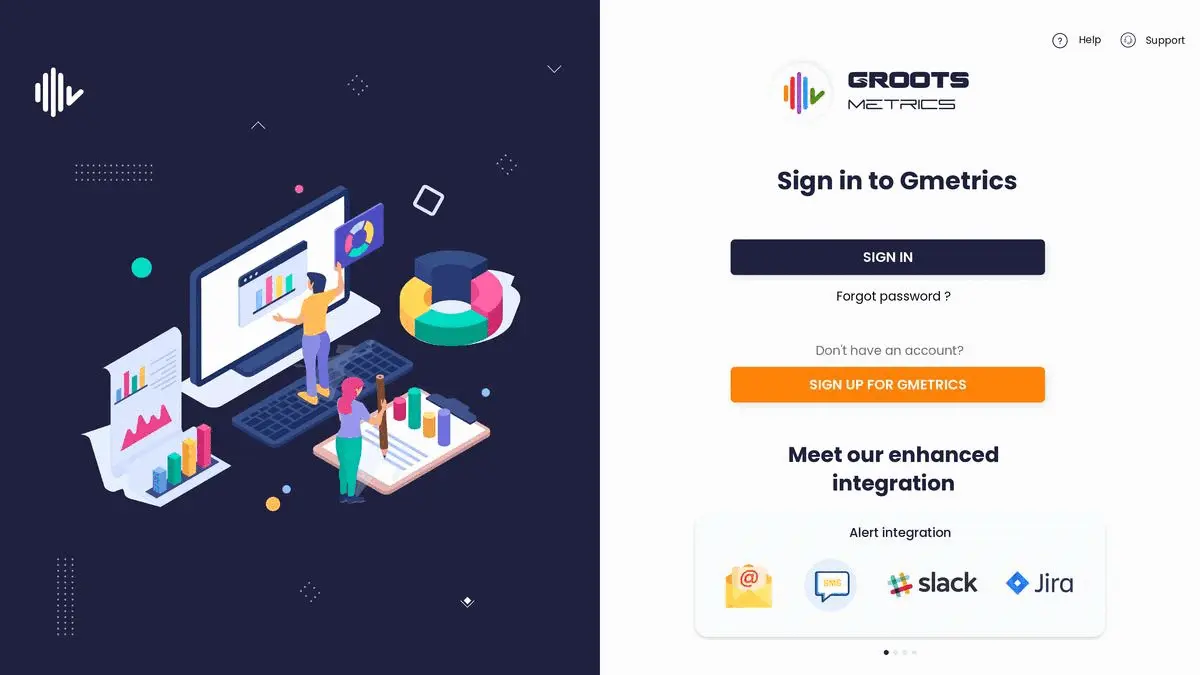 Help
Support
GROOTS
METRICS
Sign in to Gmetrics
SIGN IN
Forgot password ?
Don't have an account?
SIGN UP FOR GMETRICS
Meet our enhanced
integration
Alert integration
@
SMS
slack
Jira